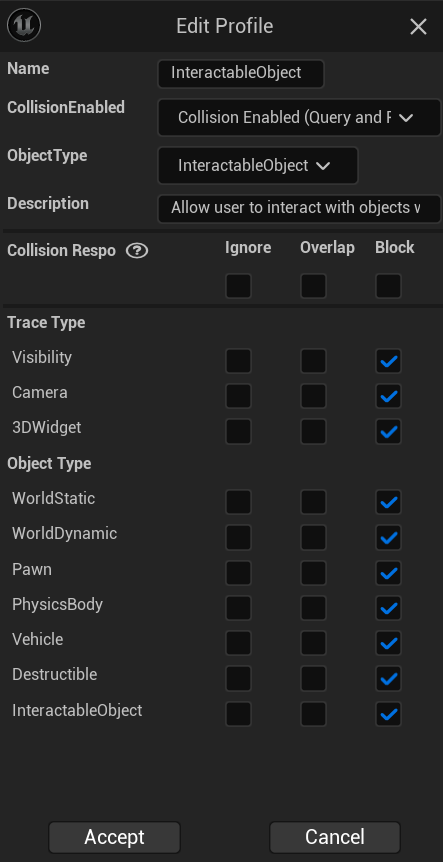 Edit Profile
Name InteractableObject
CollisionEnabled Collision Enabled (Query and P
ObjectType InteractableObject
Description Allow user to interact with objects w
Collision Respo ? Ignore Overlap Block
Trace Type
Visibility
Camera
3DWidget
Object Type
WorldStatic
WorldDynamic
Pawn
PhysicsBody
Vehicle
Destructible
InteractableObject
Accept Cancel